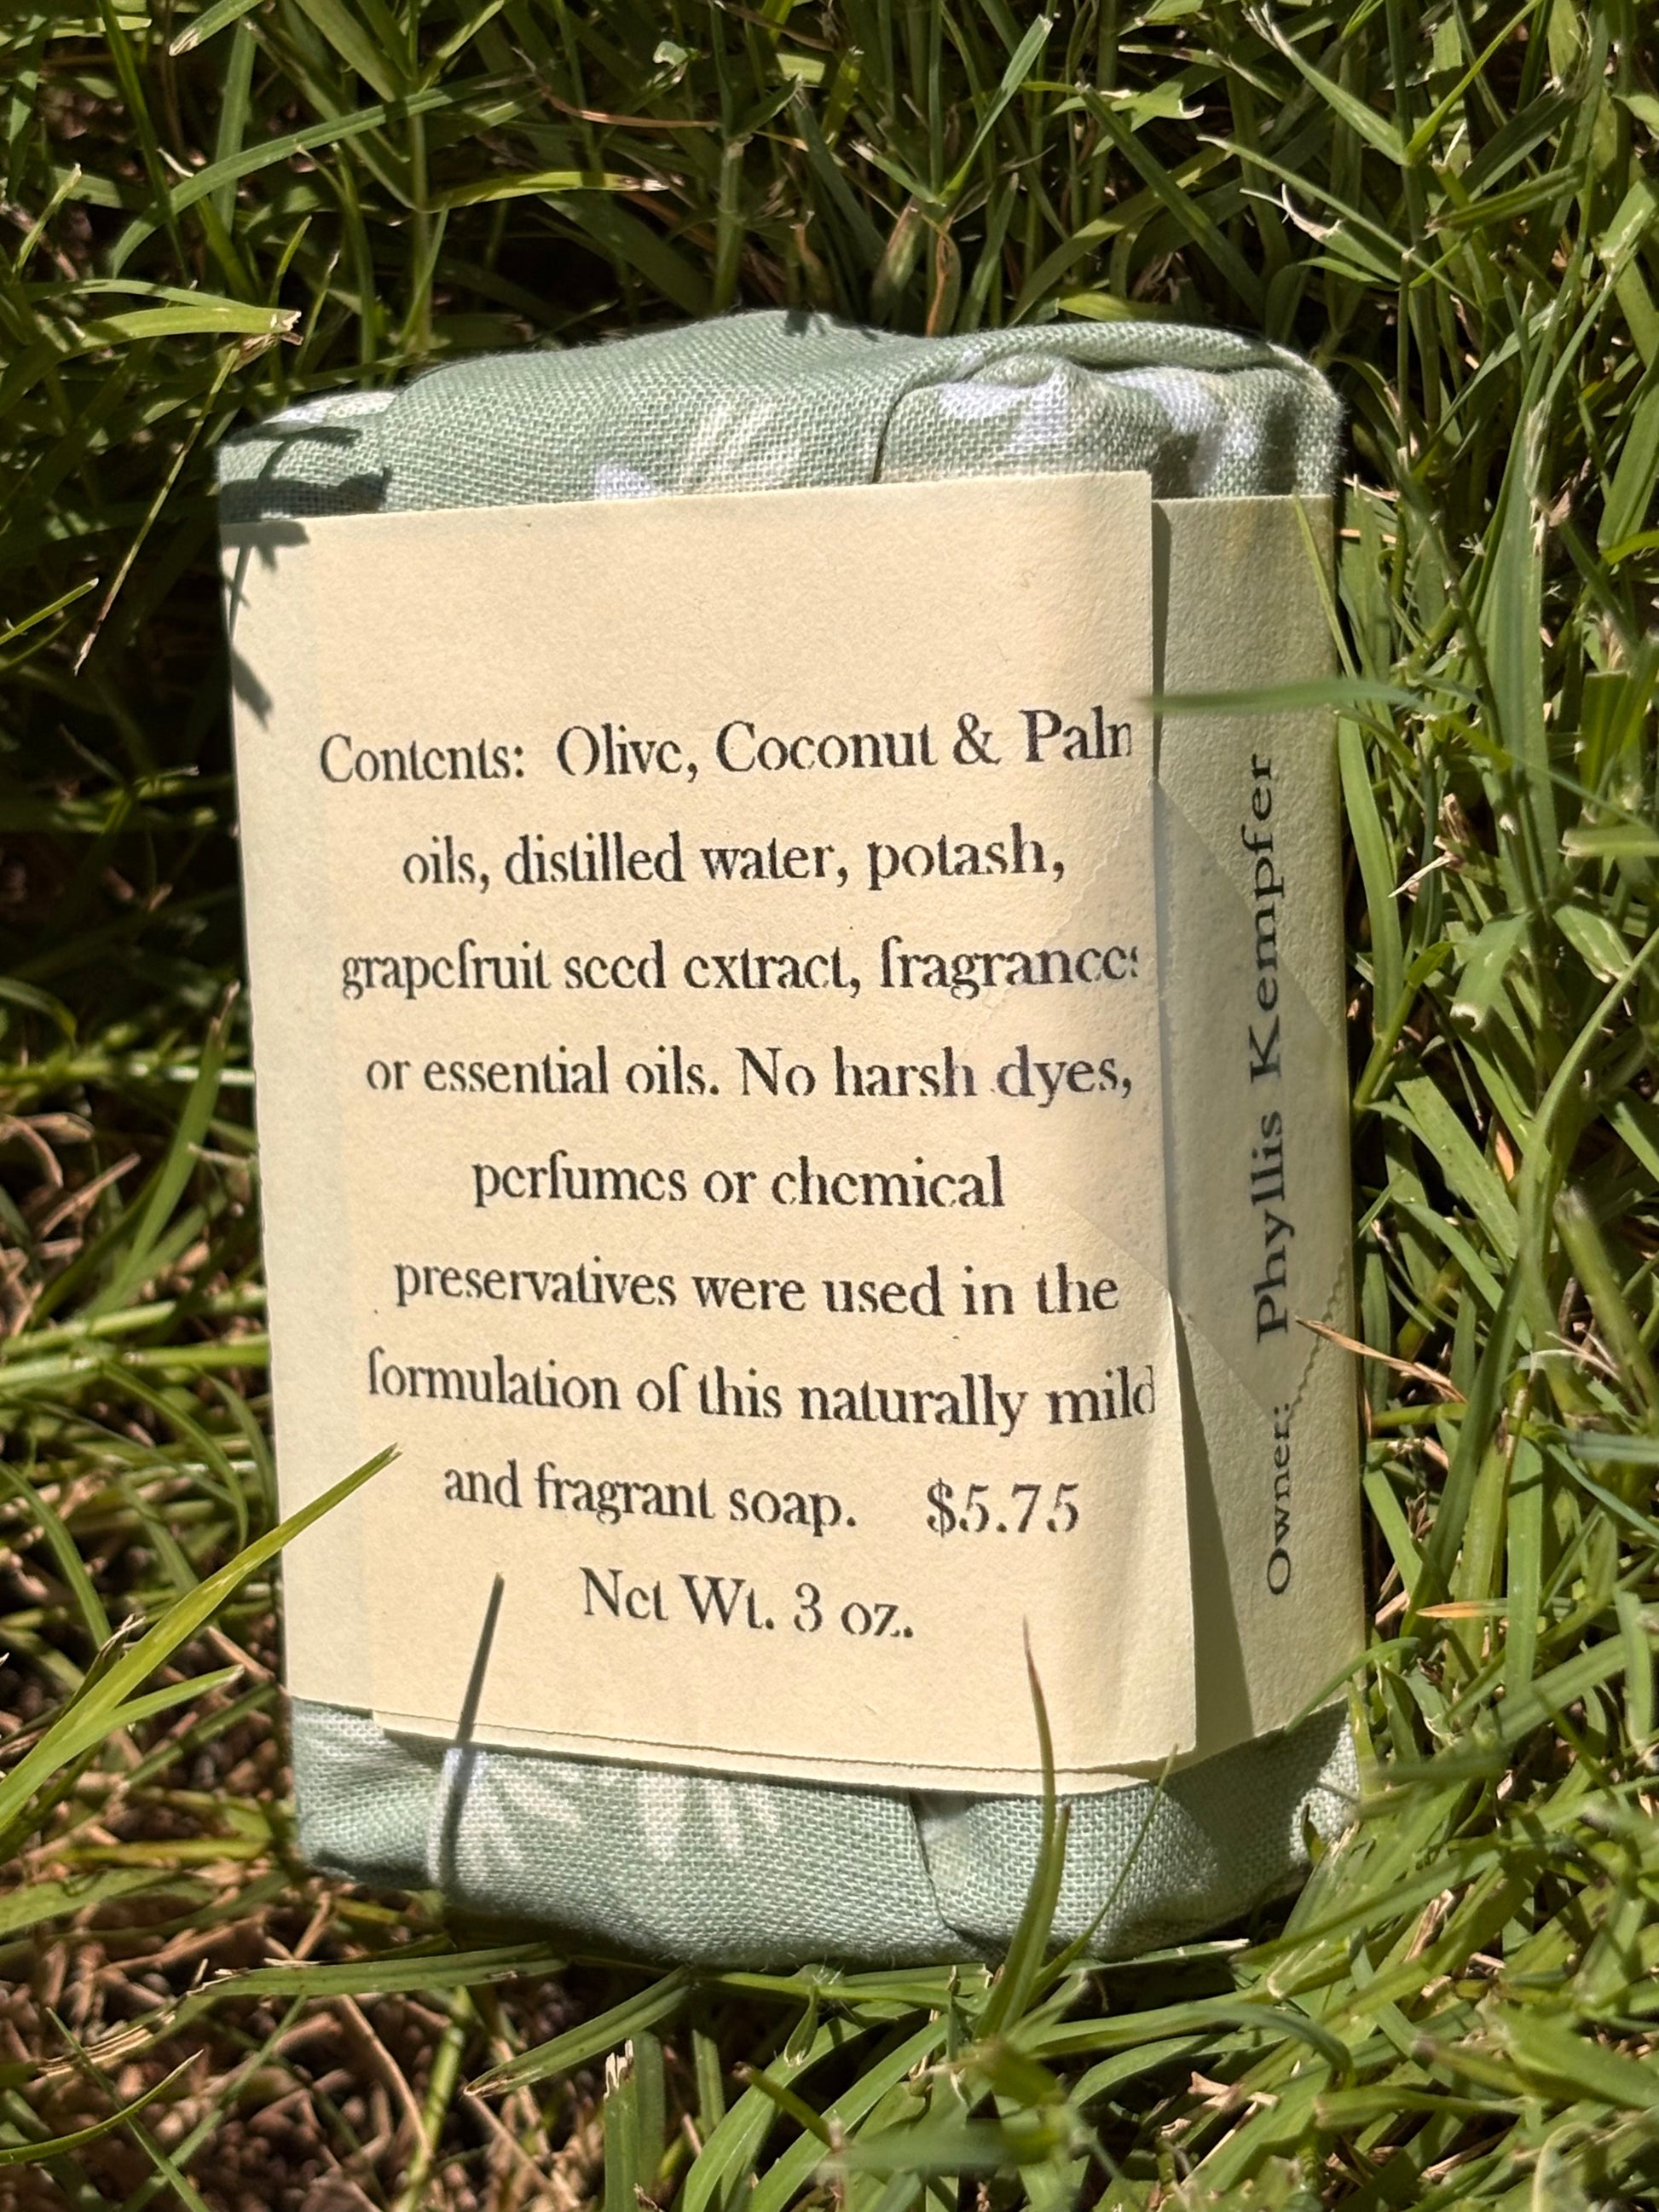 Contents: Olive, Coconut & Palm
oils, distilled water, potash,
grapefruit seed extract, fragrances
or essential oils. No harsh dyes,
perfumes or chemical
preservatives were used in the
formulation of this naturally mild
and fragrant soap. $5.75
Net Wt. 3 oz.
Owner: Phyllis Kempfer